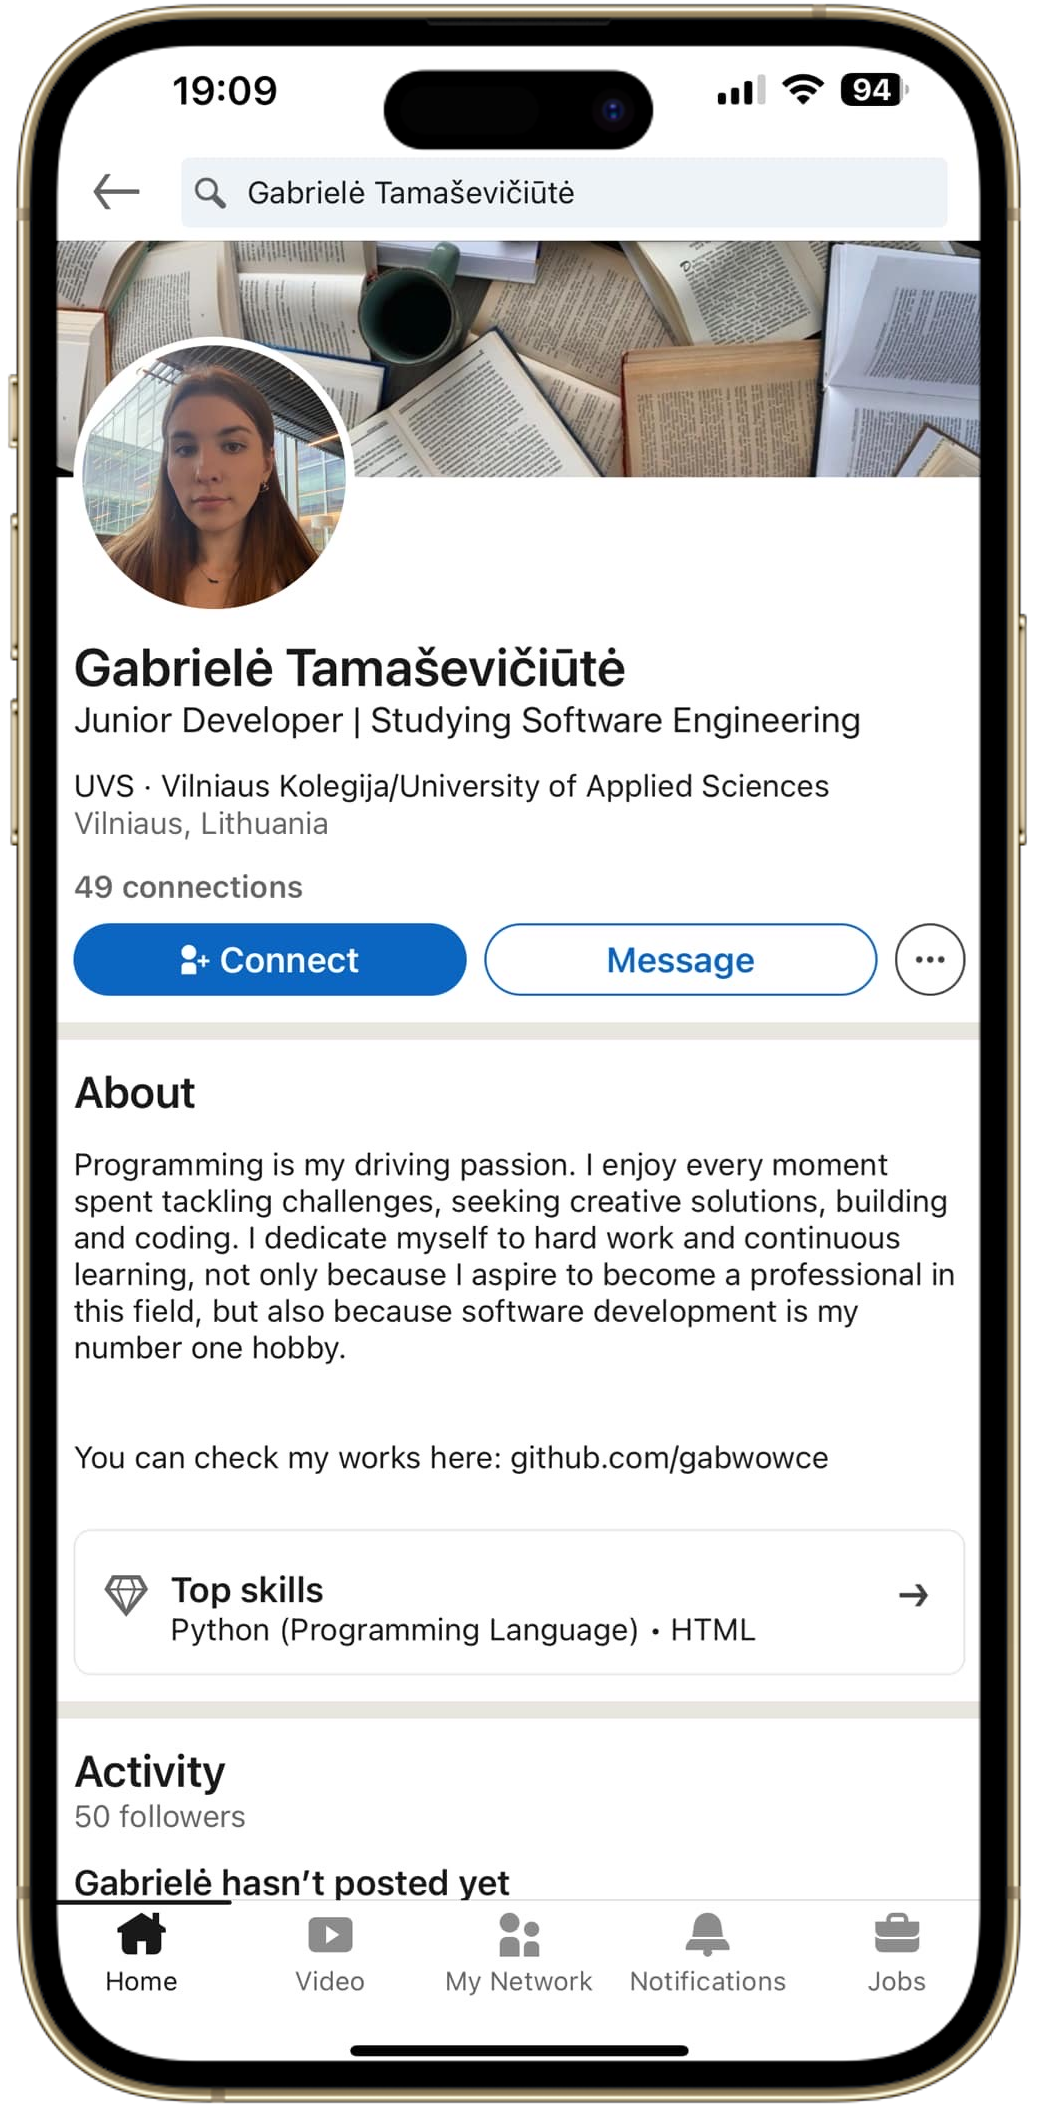 19:09
94
Gabrielė Tamaševičiūtė
Gabrielė Tamaševičiūtė
Junior Developer | Studying Software Engineering
UVS · Vilniaus Kolegija/University of Applied Sciences
Vilniaus, Lithuania
49 connections
Connect
Message
About
Programming is my driving passion. I enjoy every moment
spent tackling challenges, seeking creative solutions, building
and coding. I dedicate myself to hard work and continuous
learning, not only because I aspire to become a professional in
this field, but also because software development is my
number one hobby.
You can check my works here: github.com/gabwowce
Top skills
Python (Programming Language) • HTML
Activity
50 followers
Gabrielė hasn’t posted yet
Home
Video
My Network
Notifications
Jobs